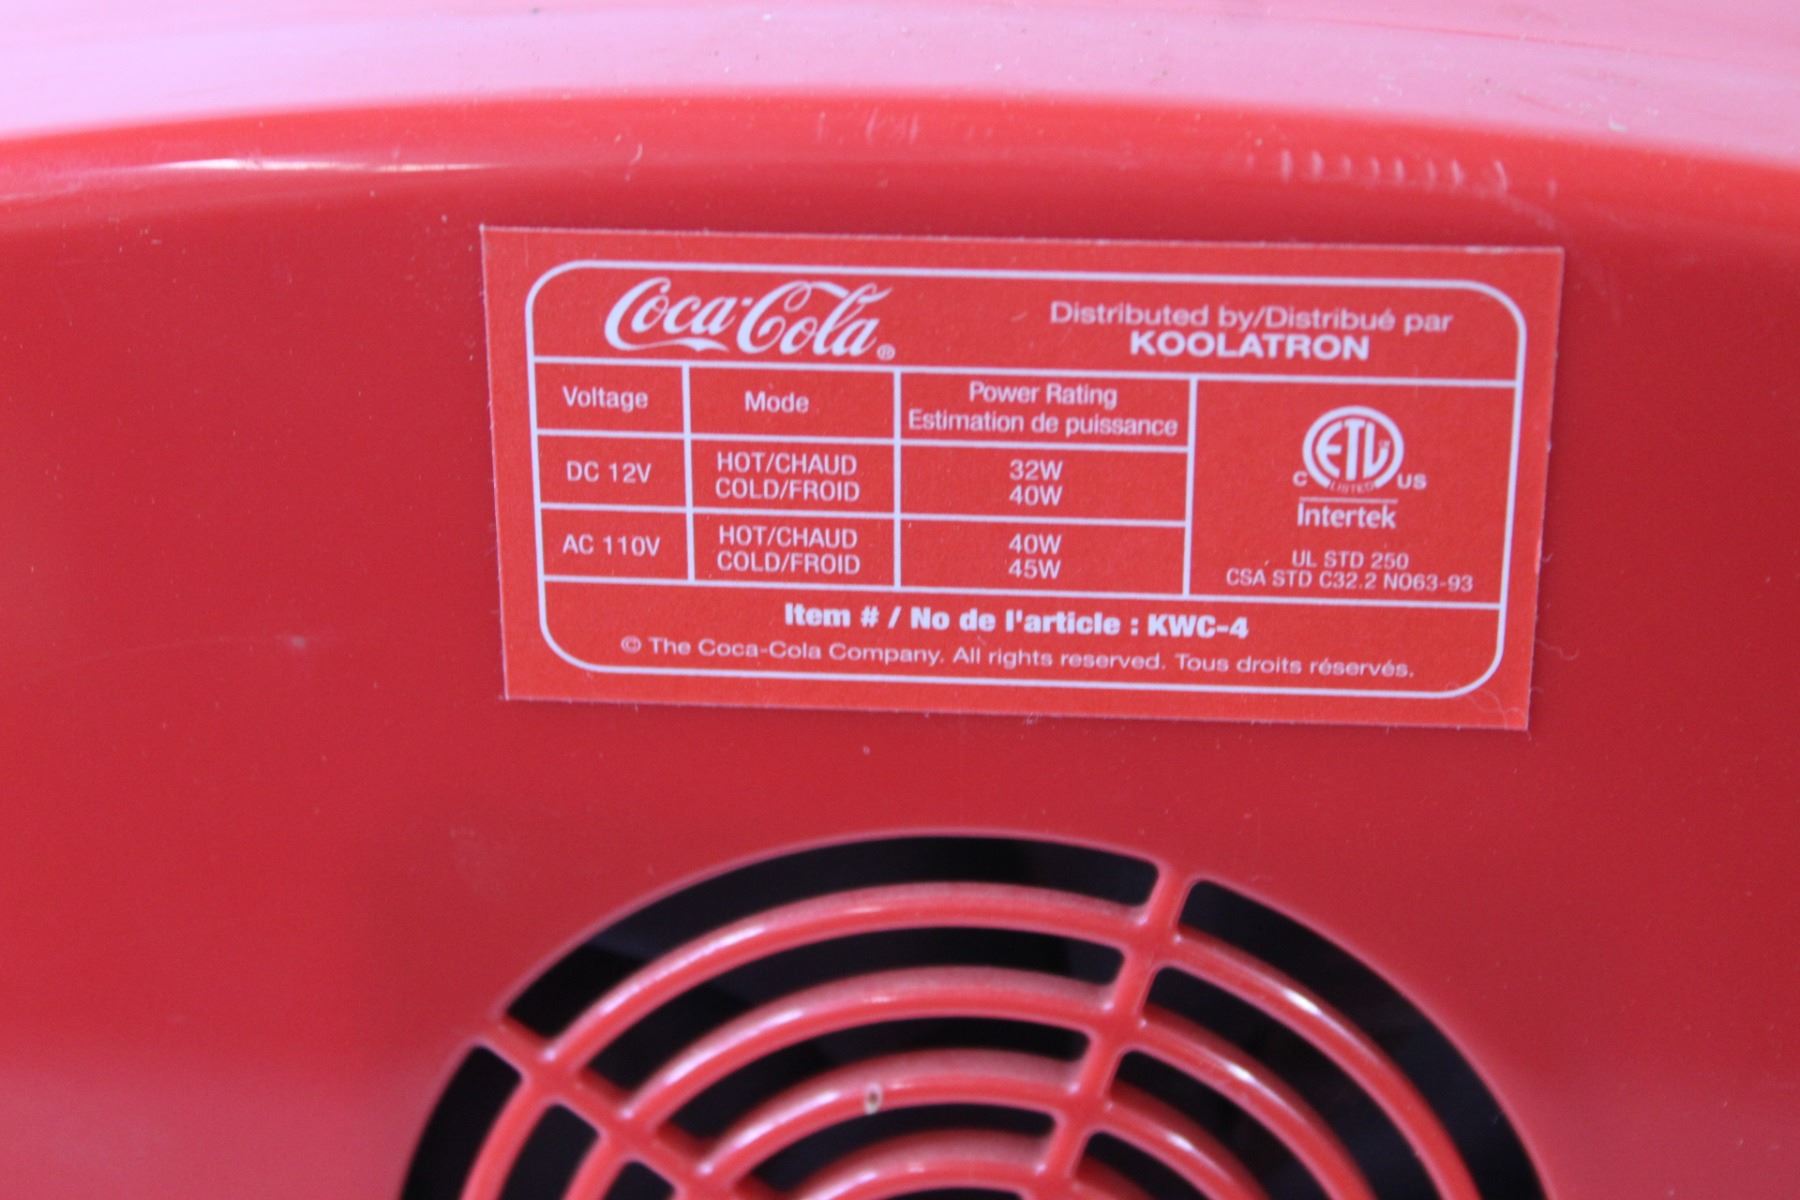 Coca-Cola®
Distributed by/Distribué par
KOOLATRON
Voltage Mode Power Rating
Estimation de puissance
DC 12V HOT/CHAUD 32W
COLD/FROID 40W
AC 110V HOT/CHAUD 40W
COLD/FROID 45W
ETL
C LISTED US
Intertek
UL STD 250
CSA STD C32.2 NO63-93
Item # / No de l'article : KWC-4
© The Coca-Cola Company. All rights reserved. Tous droits réservés.